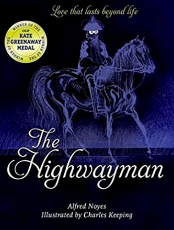 Love that lasts beyond life
WINNER OF THE
OUP
KATE
GREENAWAY
MEDAL
The
Highwayman
Alfred Noyes
Illustrated by Charles Keeping